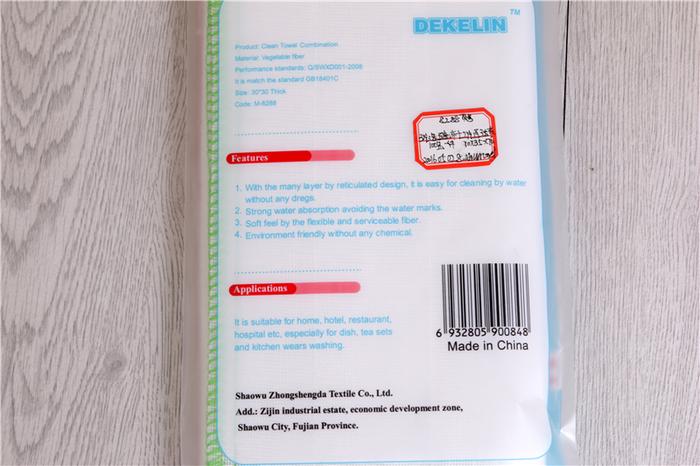 DEKELIN™
Product: Clean Towel Combination
Material: Vegetable fiber
Performance standards: Q/SWXD001-2008
It is match the standard GB18401C
Size: 30*30 Thick
Code: M-8288
Features
1. With the many layer by reticulated design, it is easy for cleaning by water
without any dregs.
2. Strong water absorption avoiding the water marks.
3. Soft feel by the flexible and serviceable fiber.
4. Environment friendly without any chemical.
Applications
It is suitable for home, hotel, restaurant,
hospital etc, especially for dish, tea sets
and kitchen wears washing.
6 932805 900848
Made in China
Shaowu Zhongshengda Textile Co., Ltd.
Add.: Zijin industrial estate, economic development zone,
Shaowu City, Fujian Province.